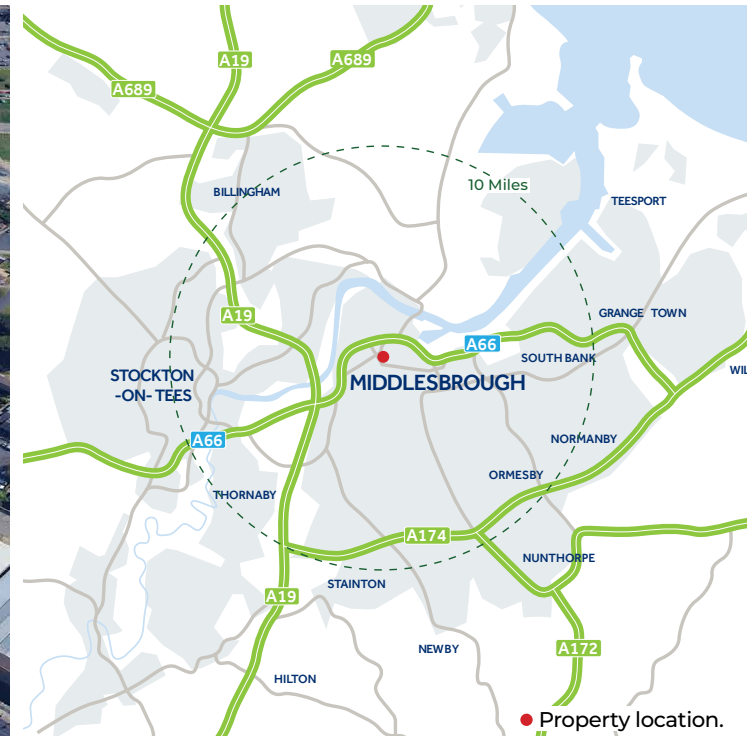 A19
A689
A689
10 Miles
BILLINGHAM
TEESPORT
A19
GRANGE TOWN
A66
SOUTH BANK
STOCKTON
-ON-TEES
MIDDLESBROUGH
WIL
A66
NORMANBY
ORMESBY
THORNABY
A174
NUNTHORPE
STAINTON
A19
NEWBY
A172
HILTON
Property location.